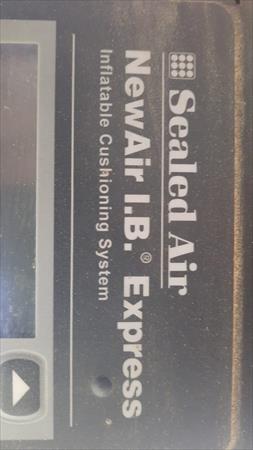 Sealed Air
NewAir I.B.® Express
Inflatable Cushioning System